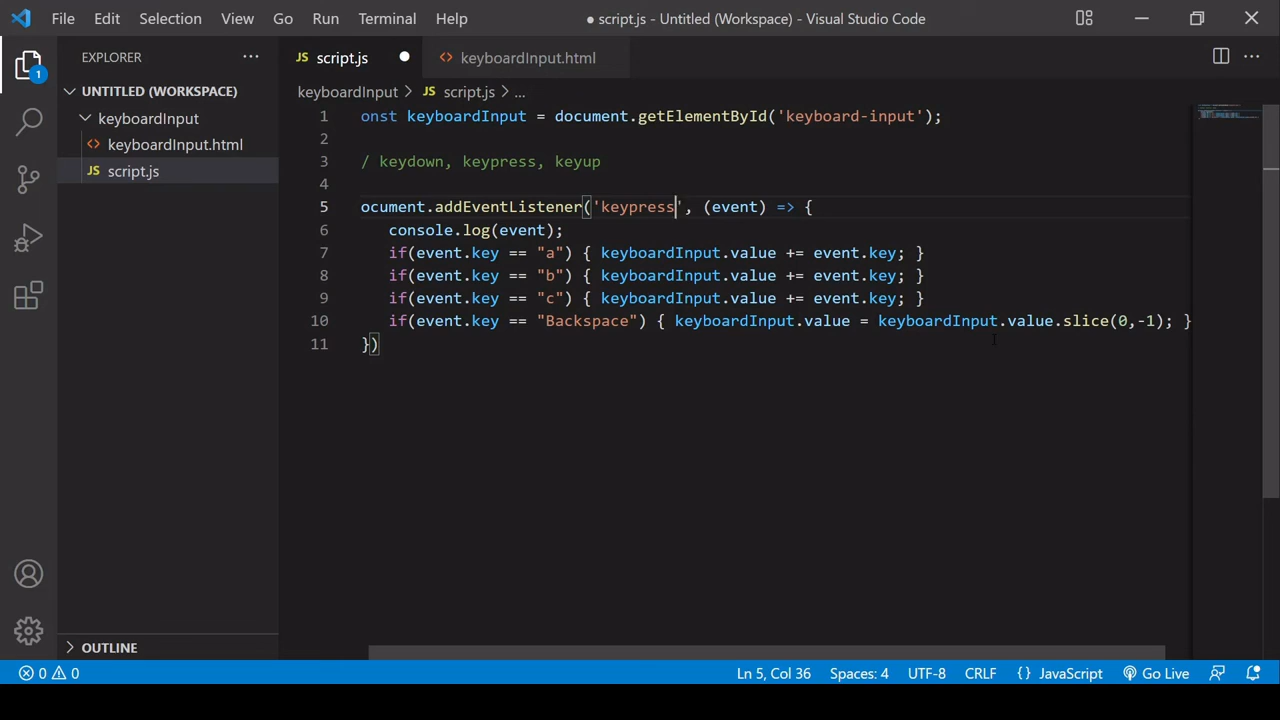 File Edit Selection View Go Run Terminal Help ● script.js - Untitled (Workspace) - Visual Studio Code
EXPLORER ...
JS script.js ● <> keyboardInput.html ...
1
UNTITLED (WORKSPACE)
keyboardInput
<> keyboardInput.html
JS script.js
keyboardInput > JS script.js > ...
1 onst keyboardInput = document.getElementById('keyboard-input');
2
3 / keydown, keypress, keyup
4
5 ocument.addEventListener('keypress', (event) => {
6 console.log(event);
7 if(event.key == "a") { keyboardInput.value += event.key; }
8 if(event.key == "b") { keyboardInput.value += event.key; }
9 if(event.key == "c") { keyboardInput.value += event.key; }
10 if(event.key == "Backspace") { keyboardInput.value = keyboardInput.value.slice(0,-1); }
11 })
OUTLINE
0 0 Ln 5, Col 36 Spaces: 4 UTF-8 CRLF {} JavaScript Go Live